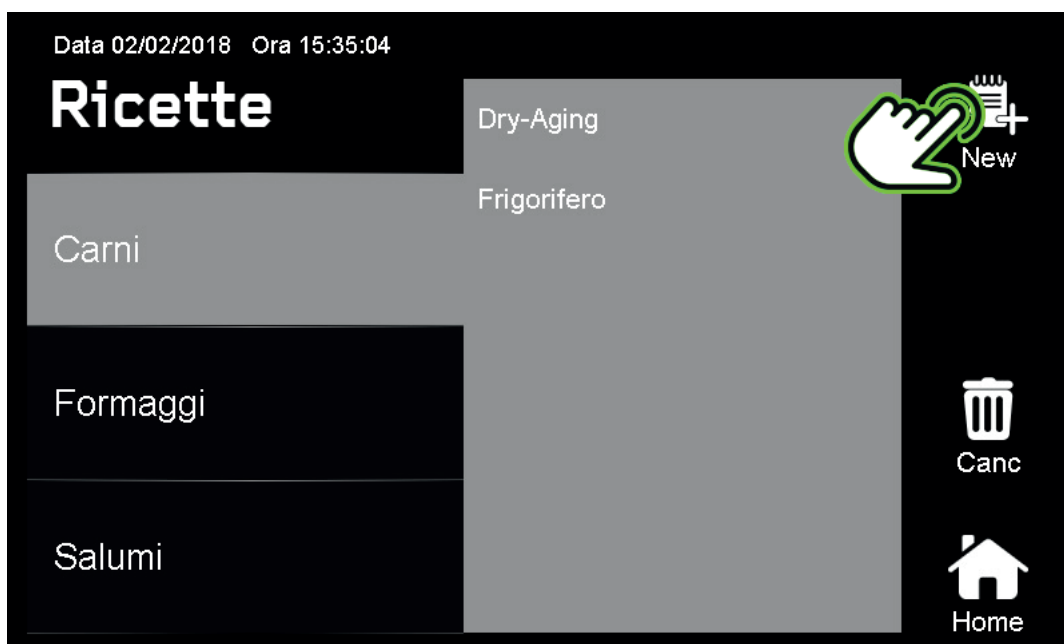 Data 02/02/2018 Ora 15:35:04
Ricette
Dry-Aging
New
Frigorifero
Carni
Formaggi
Canc
Salumi
Home